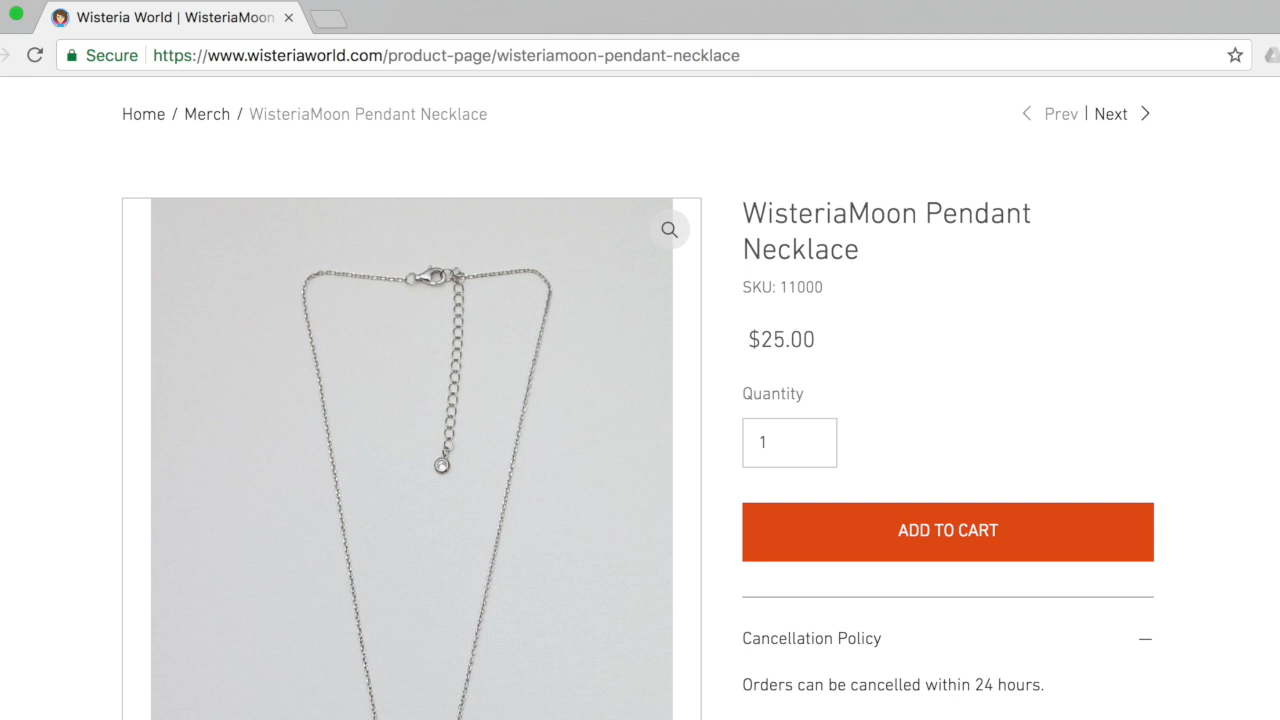 Wisteria World | WisteriaMoon
Secure https://www.wisteriaworld.com/product-page/wisteriamoon-pendant-necklace
Home / Merch / WisteriaMoon Pendant Necklace
Prev | Next
WisteriaMoon Pendant
Necklace
SKU: 11000
$25.00
Quantity
1
ADD TO CART
Cancellation Policy
Orders can be cancelled within 24 hours.